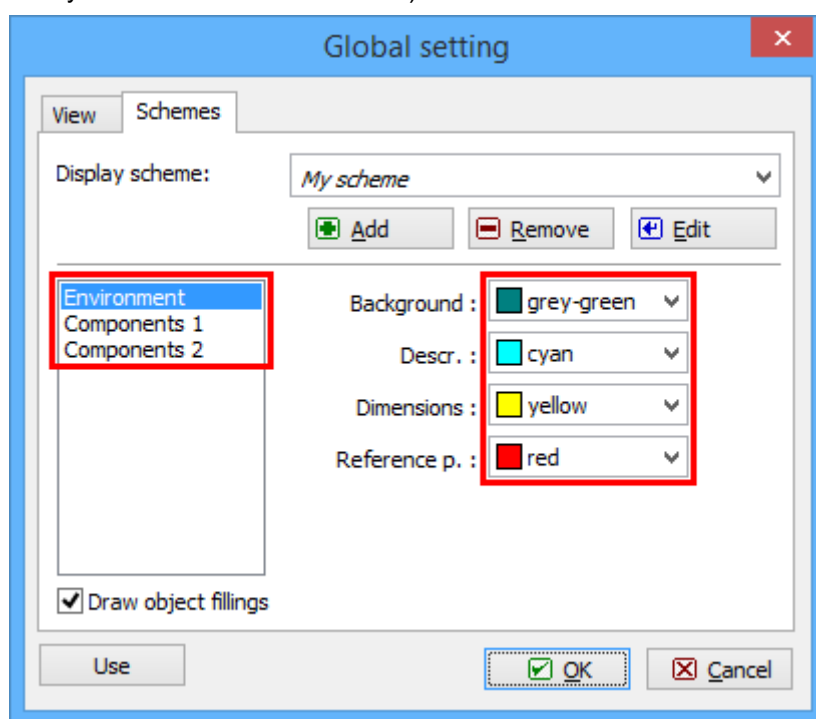 Global setting
View Schemes
Display scheme: My scheme
Add Remove Edit
Environment
Components 1
Components 2
Background : grey-green
Descr. : cyan
Dimensions : yellow
Reference p. : red
Draw object fillings
Use OK Cancel